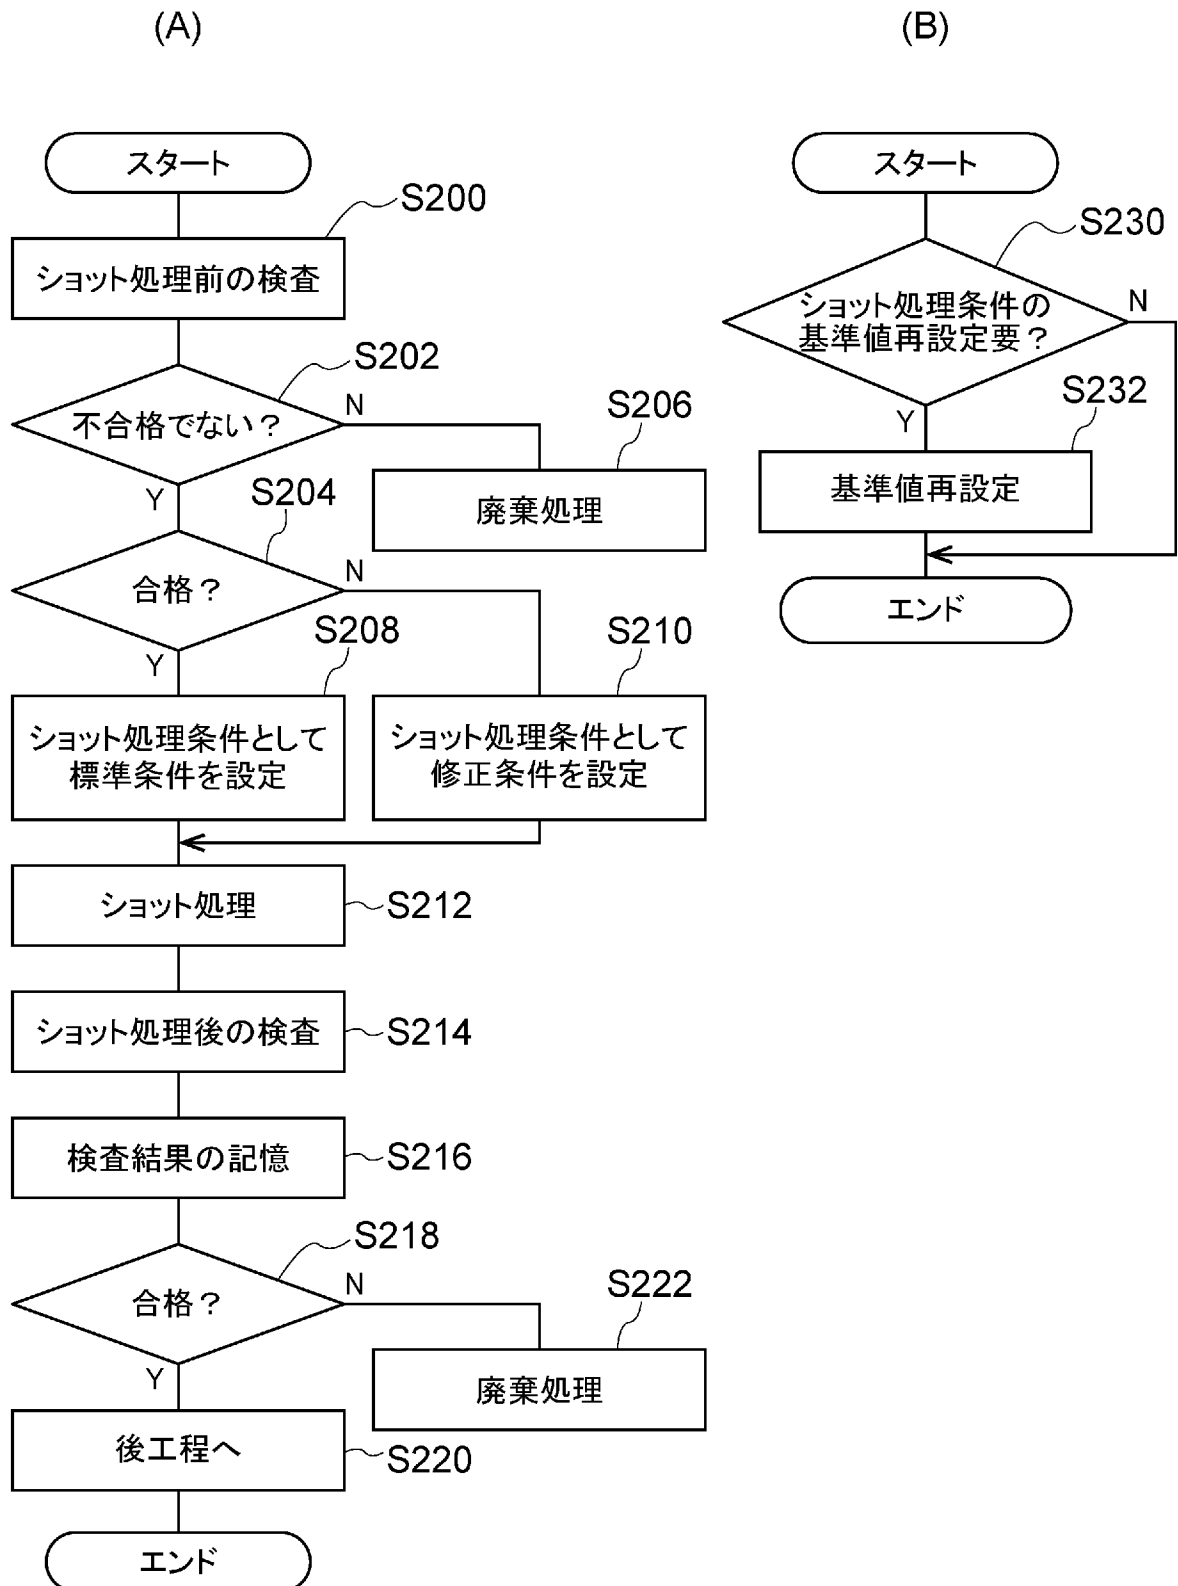 (A)
スタート
S200
ショット処理前の検査
S202
不合格でない？
N
Y
S206
廃棄処理
S204
合格？
N
Y
S208
ショット処理条件として
標準条件を設定
S210
ショット処理条件として
修正条件を設定
ショット処理
S212
ショット処理後の検査
S214
検査結果の記憶
S216
S218
合格？
N
Y
S222
廃棄処理
後工程へ
S220
エンド
(B)
スタート
S230
ショット処理条件の
基準値再設定要？
N
Y
S232
基準値再設定
エンド